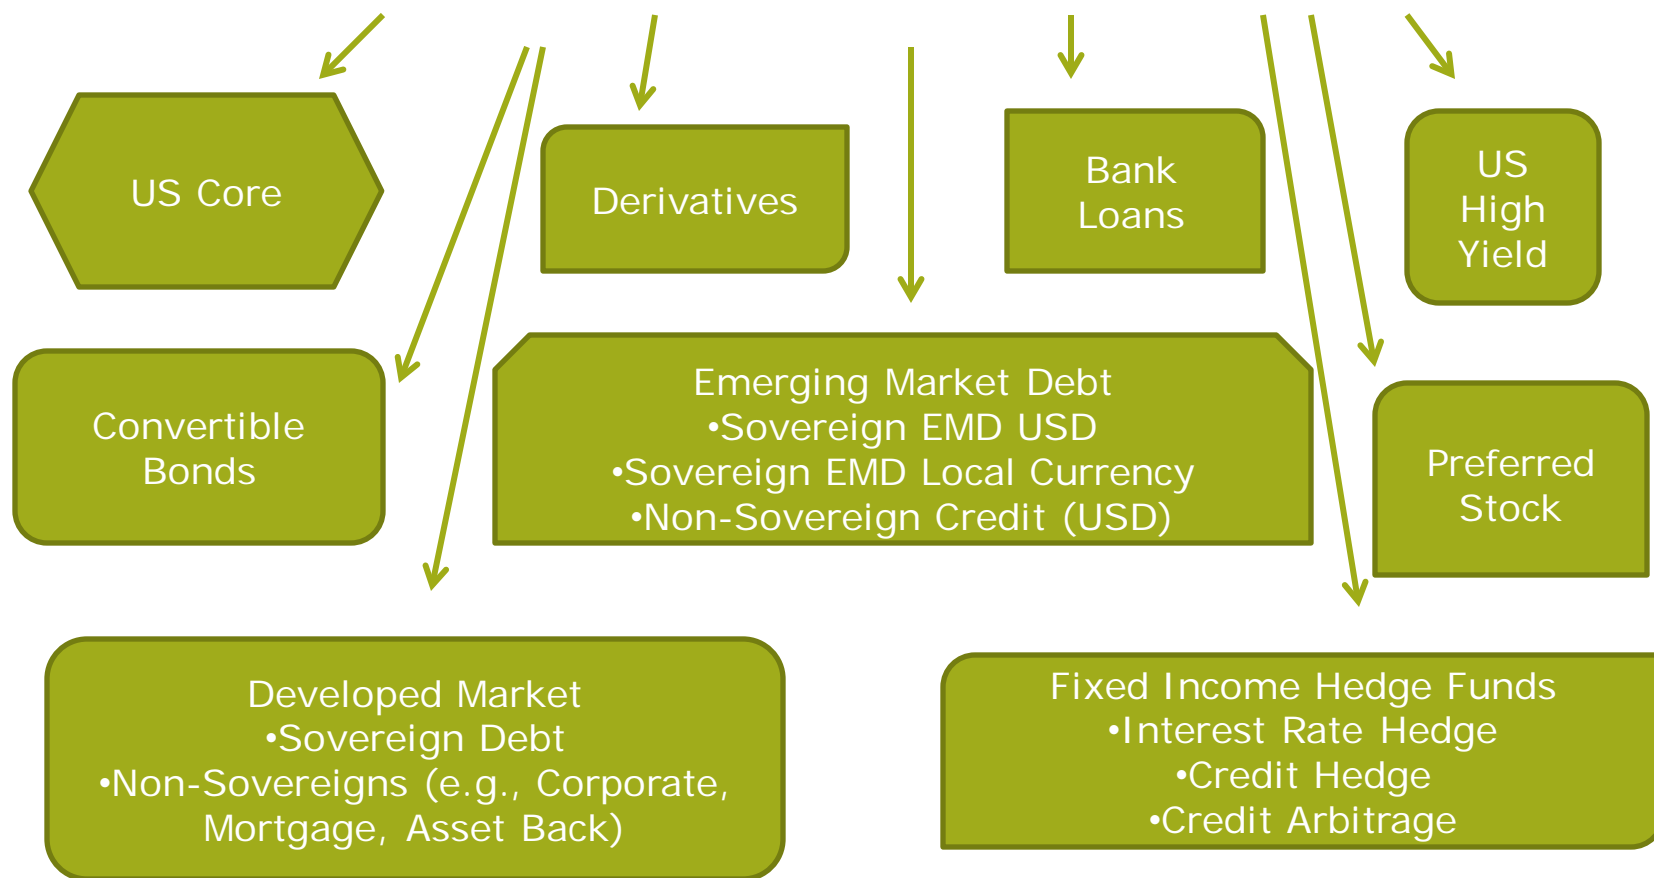 US Core
Derivatives
Bank
Loans
US
High
Yield
Convertible
Bonds
Emerging Market Debt
•Sovereign EMD USD
•Sovereign EMD Local Currency
•Non-Sovereign Credit (USD)
Preferred
Stock
Developed Market
•Sovereign Debt
•Non-Sovereigns (e.g., Corporate,
Mortgage, Asset Back)
Fixed Income Hedge Funds
•Interest Rate Hedge
•Credit Hedge
•Credit Arbitrage